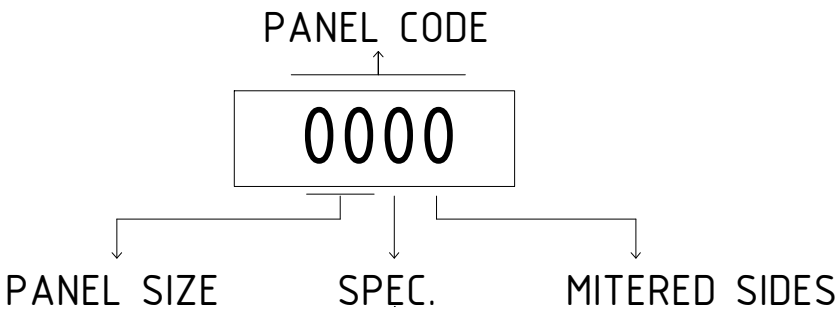 PANEL CODE
0000
PANEL SIZE SPEC. MITERED SIDES